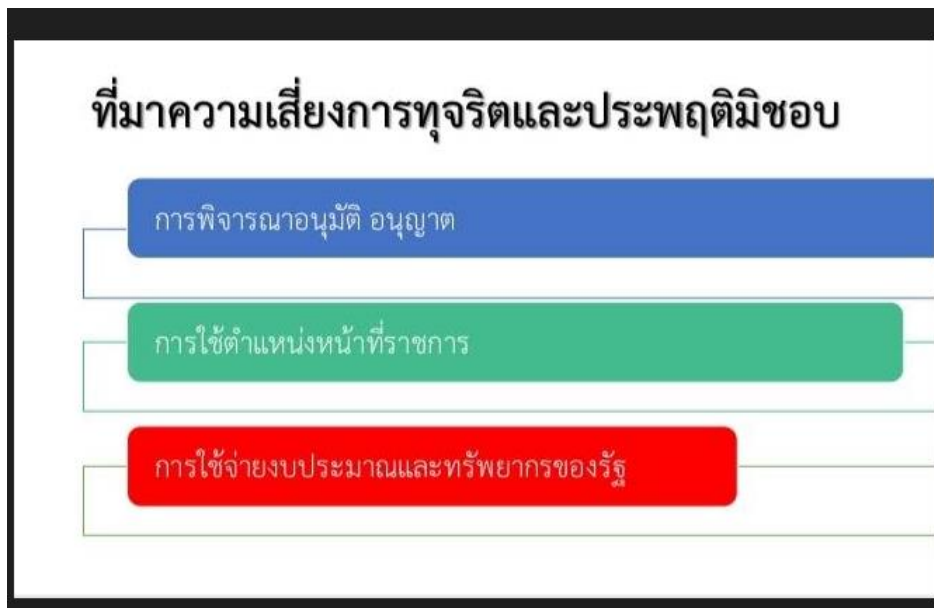 ที่มาความเสี่ยงการทุจริตและประพฤติมิชอบ
การพิจารณาอนุมัติ อนุญาต
การใช้ตำแหน่งหน้าที่ราชการ
การใช้จ่ายงบประมาณและทรัพยากรของรัฐ